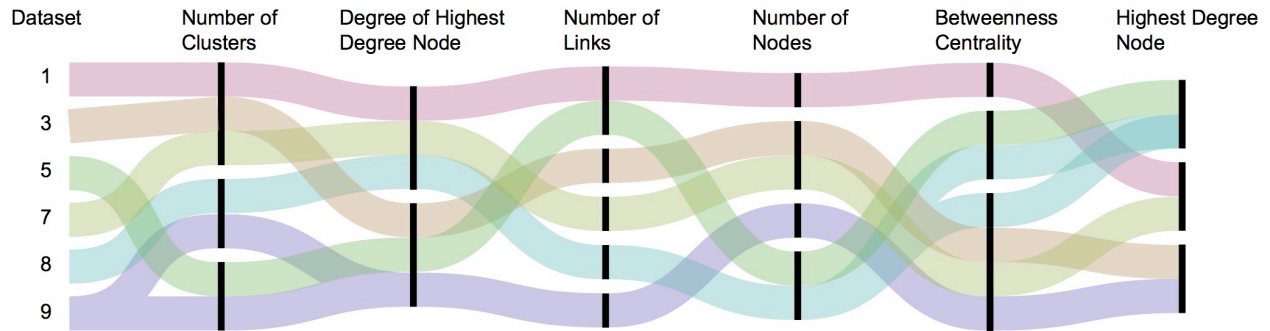 Dataset
Number of
Clusters
Degree of Highest
Degree Node
Number of
Links
Number of
Nodes
Betweenness
Centrality
Highest Degree
Node
1
3
5
7
8
9